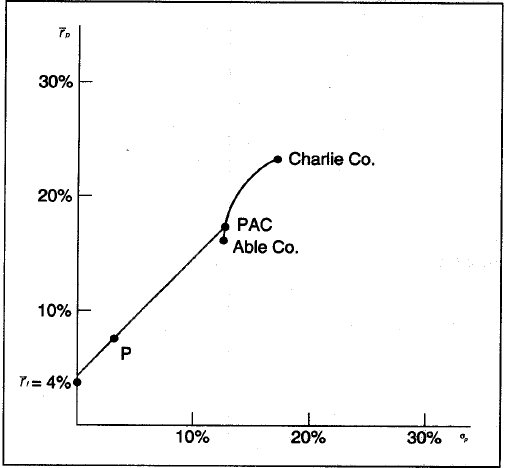 r̅ₚ
30%
Charlie Co.
20%
PAC
Able Co.
10%
P
r̅f = 4%
10% 20% 30% σₚ